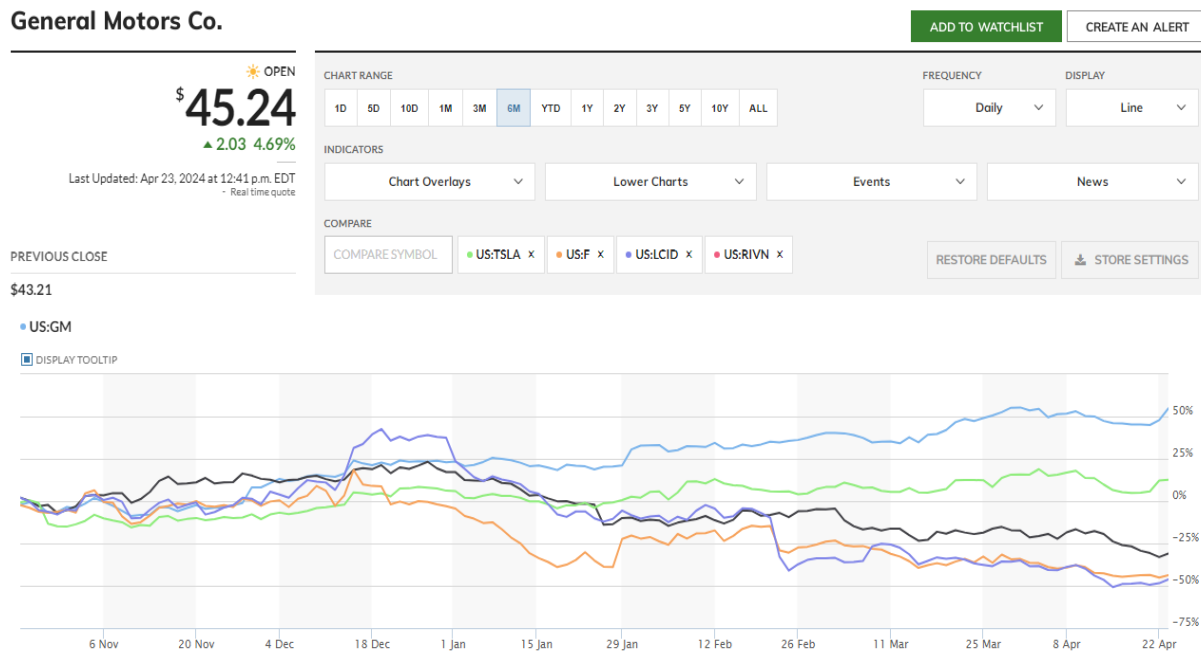 General Motors Co.
ADD TO WATCHLIST
CREATE AN ALERT
OPEN
$45.24
2.03 4.69%
Last Updated: Apr 23, 2024 at 12:41 p.m. EDT
- Real time quote
PREVIOUS CLOSE
$43.21
CHART RANGE
FREQUENCY
DISPLAY
1D 5D 10D 1M 3M 6M YTD 1Y 2Y 3Y 5Y 10Y ALL
Daily
Line
INDICATORS
Chart Overlays
Lower Charts
Events
News
COMPARE
COMPARE SYMBOL
US:TSLA x
US:F x
US:LCID x
US:RIVN x
RESTORE DEFAULTS
STORE SETTINGS
US:GM
DISPLAY TOOLTIP
50%
25%
0%
-25%
-50%
-75%
6 Nov 20 Nov 4 Dec 18 Dec 1 Jan 15 Jan 29 Jan 12 Feb 26 Feb 11 Mar 25 Mar 8 Apr 22 Apr